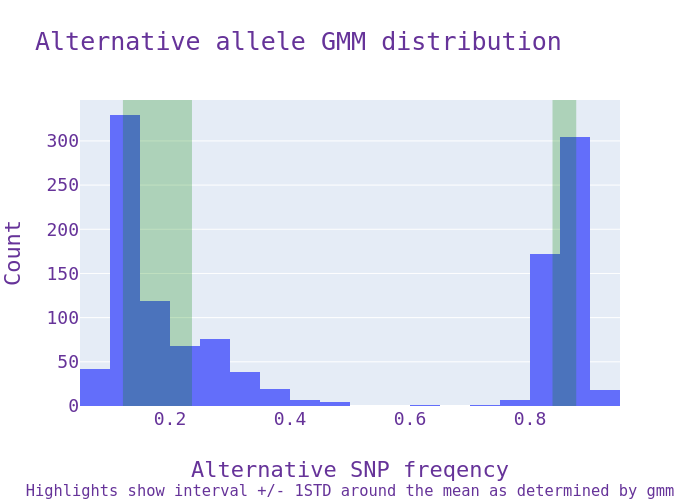 Alternative allele GMM distribution
Count
300
250
200
150
100
50
0
0.2 0.4 0.6 0.8
Alternative SNP freqency
Highlights show interval +/- 1STD around the mean as determined by gmm